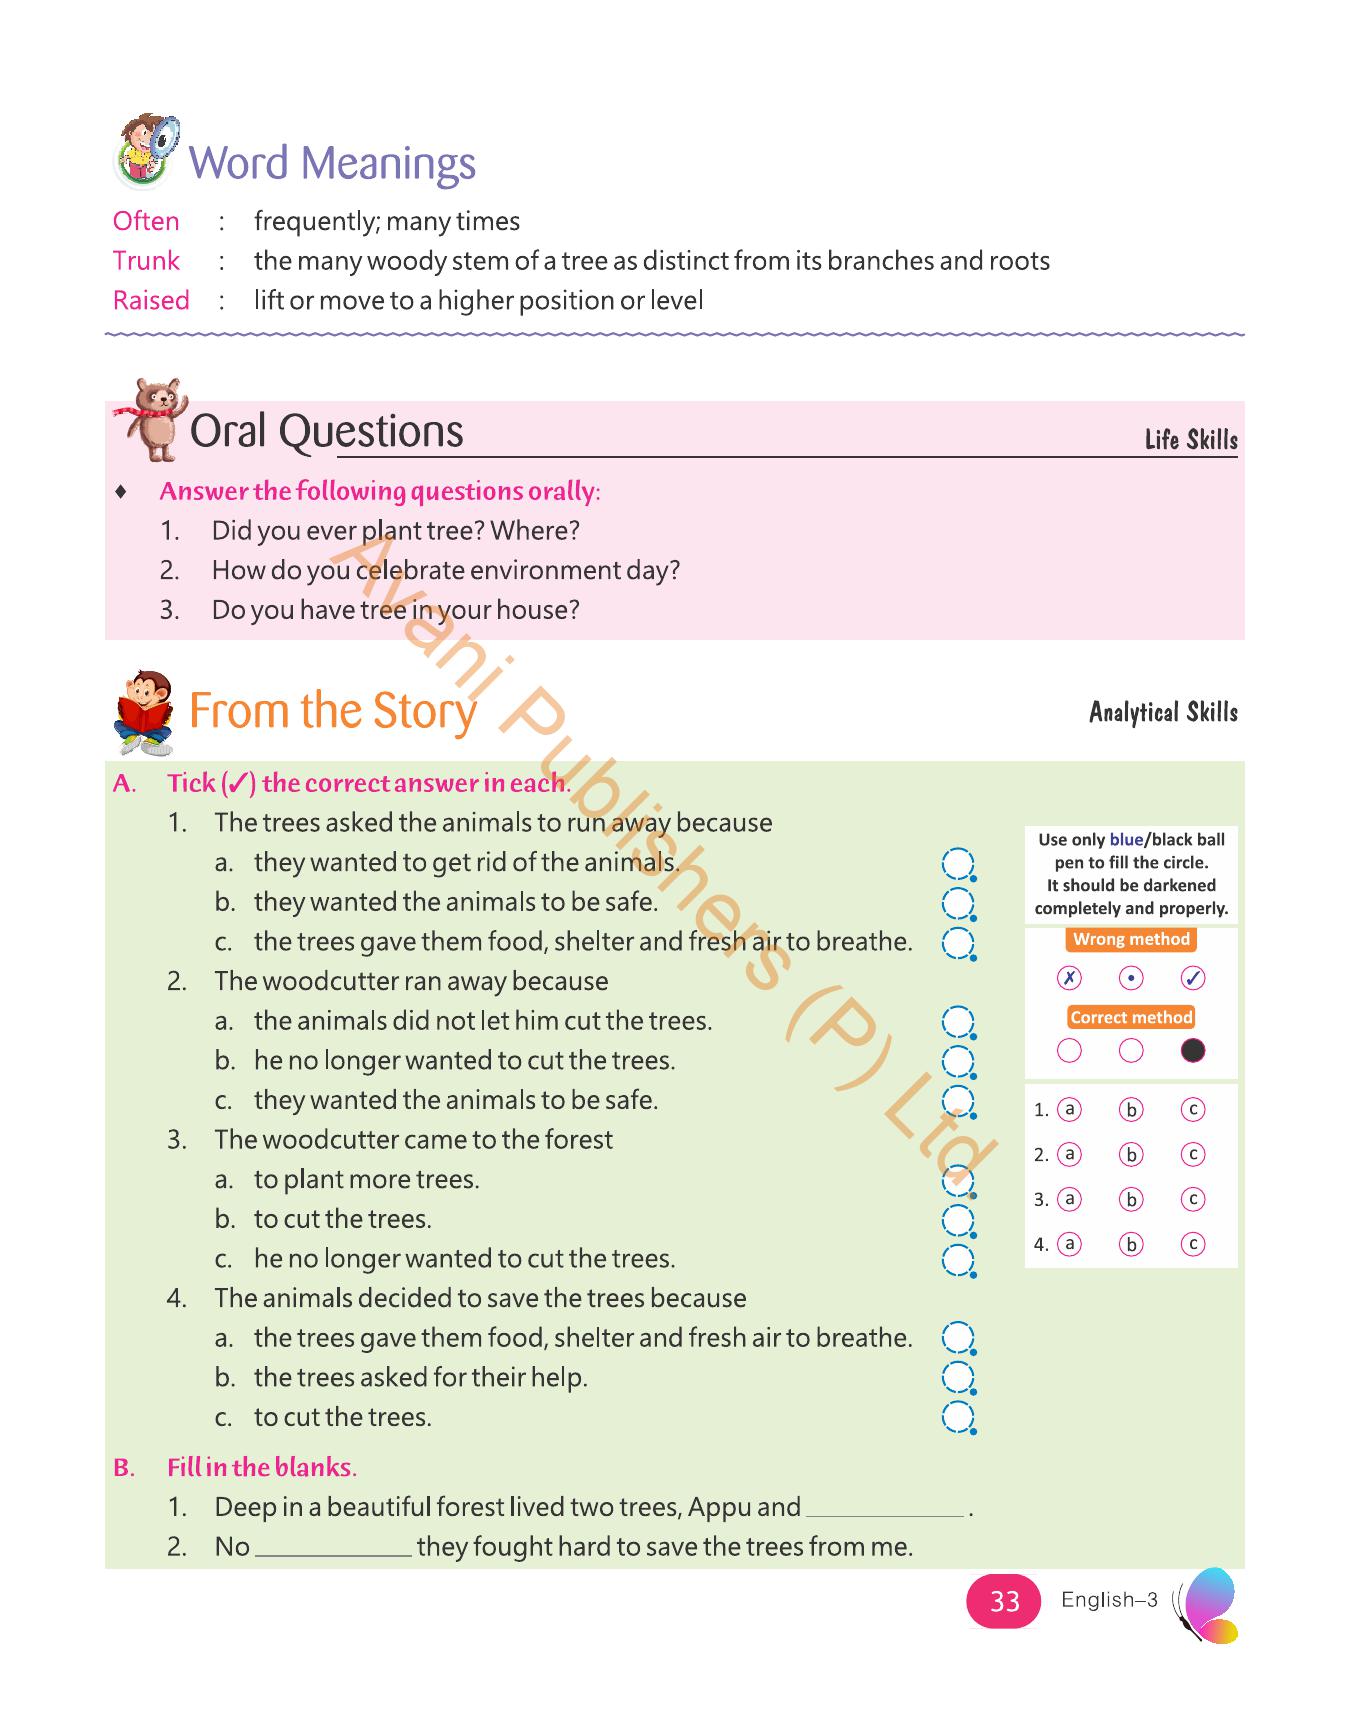 Word Meanings
Often : frequently; many times
Trunk : the many woody stem of a tree as distinct from its branches and roots
Raised : lift or move to a higher position or level
Oral Questions
Life Skills
♦ Answer the following questions orally:
1. Did you ever plant tree? Where?
2. How do you celebrate environment day?
3. Do you have tree in your house?
From the Story
Analytical Skills
A. Tick (✓) the correct answer in each.
1. The trees asked the animals to run away because
a. they wanted to get rid of the animals.
b. they wanted the animals to be safe.
c. the trees gave them food, shelter and fresh air to breathe.
2. The woodcutter ran away because
a. the animals did not let him cut the trees.
b. he no longer wanted to cut the trees.
c. they wanted the animals to be safe.
3. The woodcutter came to the forest
a. to plant more trees.
b. to cut the trees.
c. he no longer wanted to cut the trees.
4. The animals decided to save the trees because
a. the trees gave them food, shelter and fresh air to breathe.
b. the trees asked for their help.
c. to cut the trees.
Use only blue/black ball
pen to fill the circle.
It should be darkened
completely and properly.
Wrong method
✗ • ✓
Correct method
1. a b c
2. a b c
3. a b c
4. a b c
B. Fill in the blanks.
1. Deep in a beautiful forest lived two trees, Appu and ____________ .
2. No ____________ they fought hard to save the trees from me.
33 English–3
Avani Publishers (P) Ltd.